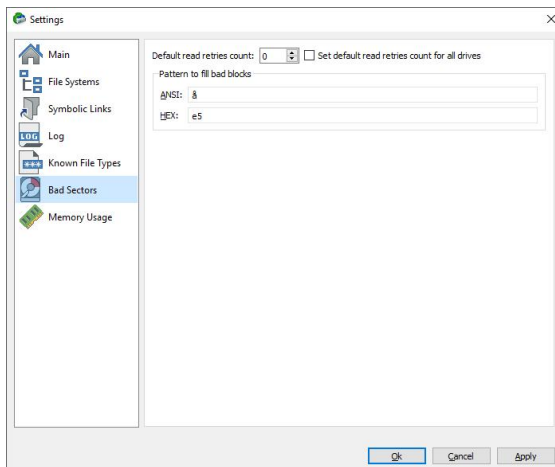 Settings
Main
File Systems
Symbolic Links
LOG
Log
Known File Types
Bad Sectors
Memory Usage
Default read retries count: 0 Set default read retries count for all drives
Pattern to fill bad blocks
ANSI: å
HEX: e5
Ok Cancel Apply